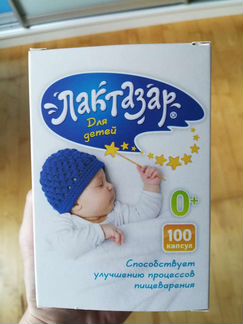 Лактазар®
Для
детей
0+
100
капсул
Способствует
улучшению процессов
пищеварения